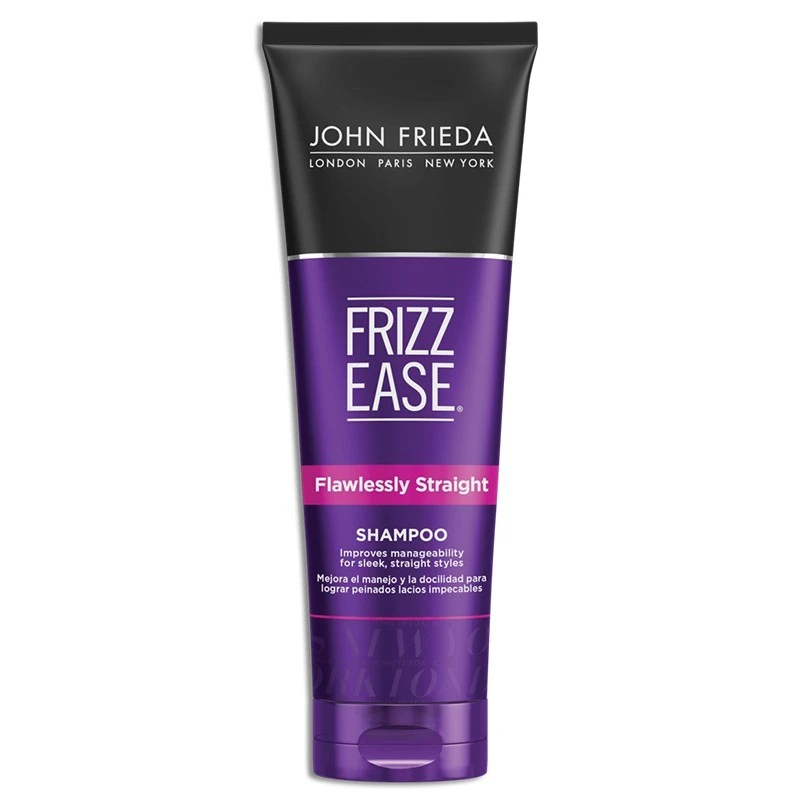 JOHN FRIEDA
LONDON PARIS NEW YORK
FRIZZ
EASE®
Flawlessly Straight
SHAMPOO
Improves manageability
for sleek, straight styles
Mejora el manejo y la docilidad para
lograr peinados lacios impecables